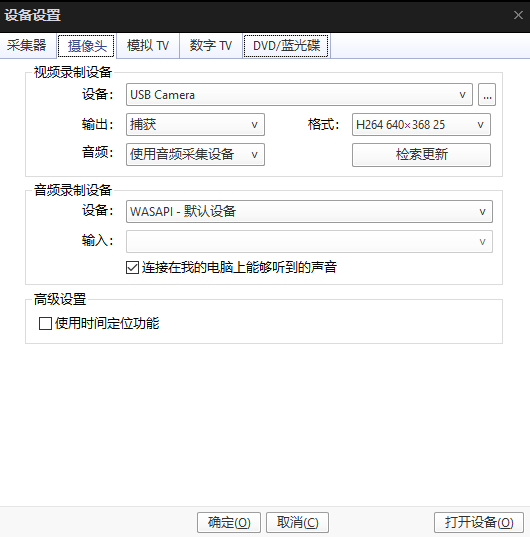 设备设置
采集器 摄像头 模拟 TV 数字 TV DVD/蓝光碟
视频录制设备
设备: USB Camera ...
输出: 捕获 格式: H264 640×368 25
音频: 使用音频采集设备 检索更新
音频录制设备
设备: WASAPI - 默认设备
输入:
连接在我的电脑上能够听到的声音
高级设置
使用时间定位功能
确定(O) 取消(C) 打开设备(O)